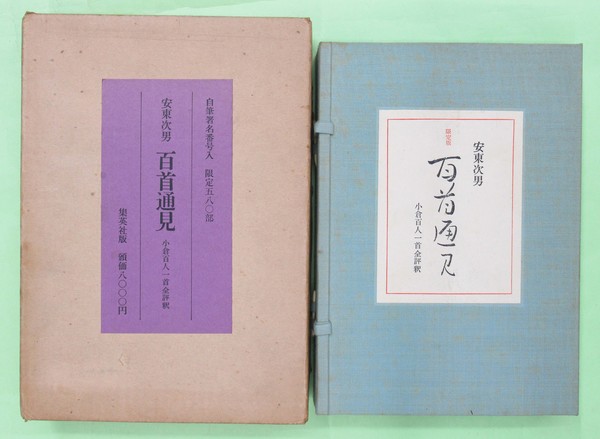 自筆署名番号入　限定五八〇部
安東次男　百首通見　小倉百人一首全評釈
集英社版　頒価八〇〇〇円
安東次男
限定版
百首通見
小倉百人一首全評釈